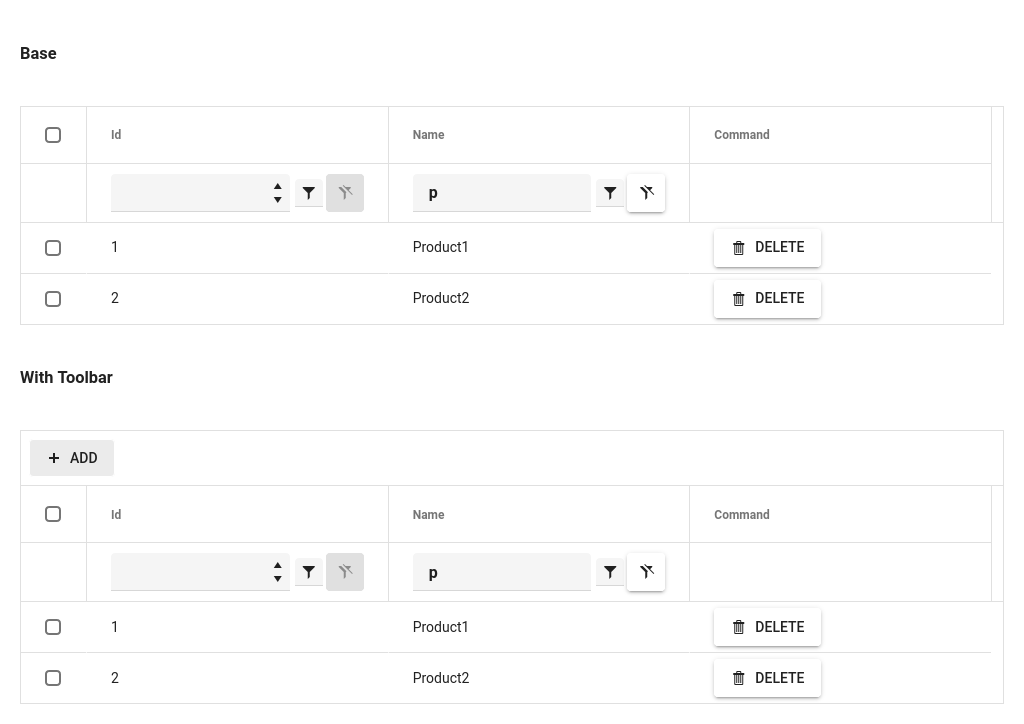 Base
Id Name Command
p
1 Product1 DELETE
2 Product2 DELETE
With Toolbar
ADD
Id Name Command
p
1 Product1 DELETE
2 Product2 DELETE